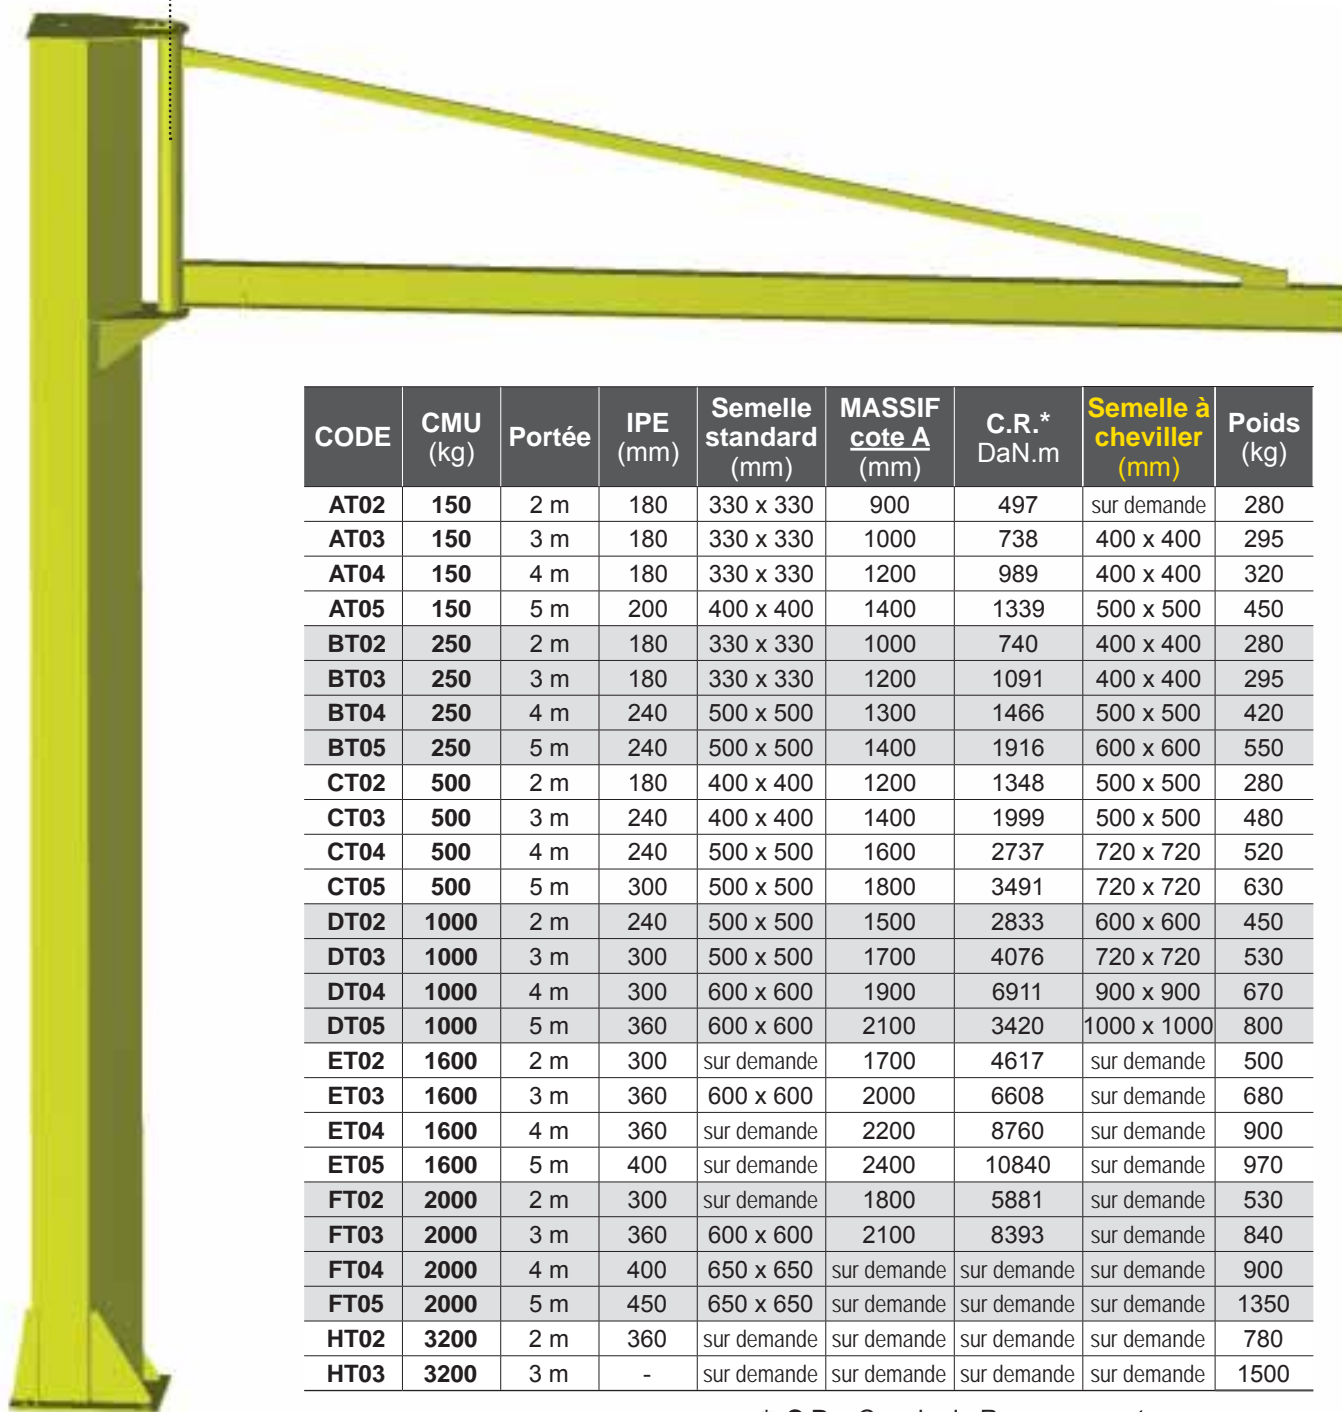 CODE CMU (kg) Portée IPE (mm) Semelle standard (mm) MASSIF cote A (mm) C.R.* DaN.m Semelle à cheviller (mm) Poids (kg)
AT02 150 2 m 180 330 x 330 900 497 sur demande 280
AT03 150 3 m 180 330 x 330 1000 738 400 x 400 295
AT04 150 4 m 180 330 x 330 1200 989 400 x 400 320
AT05 150 5 m 200 400 x 400 1400 1339 500 x 500 450
BT02 250 2 m 180 330 x 330 1000 740 400 x 400 280
BT03 250 3 m 180 330 x 330 1200 1091 400 x 400 295
BT04 250 4 m 240 500 x 500 1300 1466 500 x 500 420
BT05 250 5 m 240 500 x 500 1400 1916 600 x 600 550
CT02 500 2 m 180 400 x 400 1200 1348 500 x 500 280
CT03 500 3 m 240 400 x 400 1400 1999 500 x 500 480
CT04 500 4 m 240 500 x 500 1600 2737 720 x 720 520
CT05 500 5 m 300 500 x 500 1800 3491 720 x 720 630
DT02 1000 2 m 240 500 x 500 1500 2833 600 x 600 450
DT03 1000 3 m 300 500 x 500 1700 4076 720 x 720 530
DT04 1000 4 m 300 600 x 600 1900 6911 900 x 900 670
DT05 1000 5 m 360 600 x 600 2100 3420 1000 x 1000 800
ET02 1600 2 m 300 sur demande 1700 4617 sur demande 500
ET03 1600 3 m 360 600 x 600 2000 6608 sur demande 680
ET04 1600 4 m 360 sur demande 2200 8760 sur demande 900
ET05 1600 5 m 400 sur demande 2400 10840 sur demande 970
FT02 2000 2 m 300 sur demande 1800 5881 sur demande 530
FT03 2000 3 m 360 600 x 600 2100 8393 sur demande 840
FT04 2000 4 m 400 650 x 650 sur demande sur demande sur demande 900
FT05 2000 5 m 450 650 x 650 sur demande sur demande sur demande 1350
HT02 3200 2 m 360 sur demande sur demande sur demande sur demande 780
HT03 3200 3 m - sur demande sur demande sur demande sur demande 1500